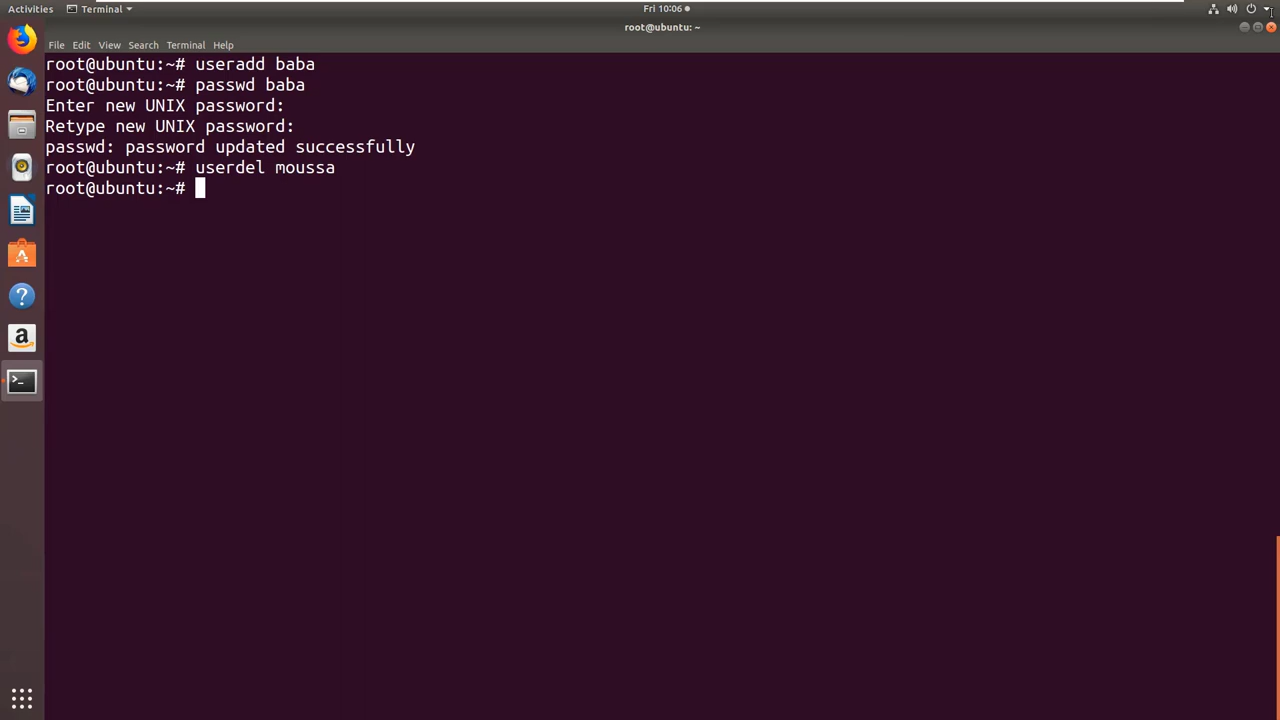 Activities Terminal Fri 10:06
root@ubuntu: ~
File Edit View Search Terminal Help
root@ubuntu:~# useradd baba
root@ubuntu:~# passwd baba
Enter new UNIX password:
Retype new UNIX password:
passwd: password updated successfully
root@ubuntu:~# userdel moussa
root@ubuntu:~#